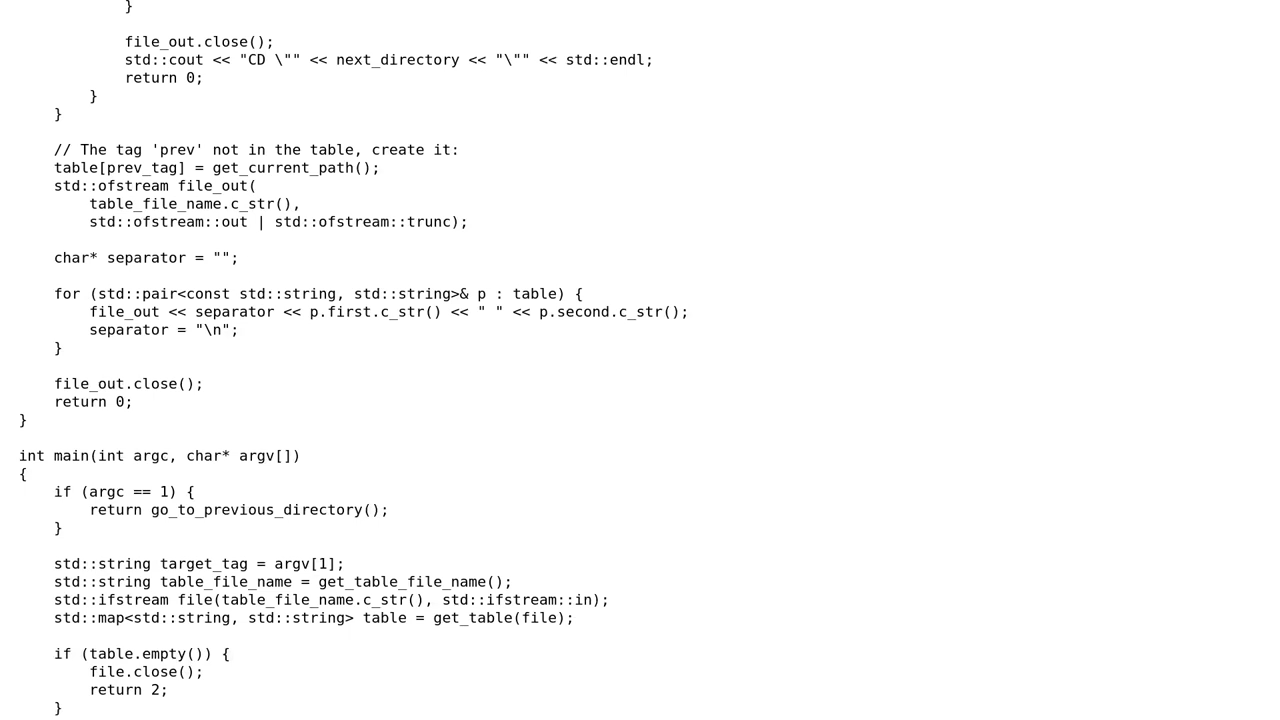 }

            file_out.close();
            std::cout << "CD \"" << next_directory << "\"" << std::endl;
            return 0;
        }
    }

    // The tag 'prev' not in the table, create it:
    table[prev_tag] = get_current_path();
    std::ofstream file_out(
        table_file_name.c_str(),
        std::ofstream::out | std::ofstream::trunc);

    char* separator = "";

    for (std::pair<const std::string, std::string>& p : table) {
        file_out << separator << p.first.c_str() << " " << p.second.c_str();
        separator = "\n";
    }

    file_out.close();
    return 0;
}

int main(int argc, char* argv[])
{
    if (argc == 1) {
        return go_to_previous_directory();
    }

    std::string target_tag = argv[1];
    std::string table_file_name = get_table_file_name();
    std::ifstream file(table_file_name.c_str(), std::ifstream::in);
    std::map<std::string, std::string> table = get_table(file);

    if (table.empty()) {
        file.close();
        return 2;
    }